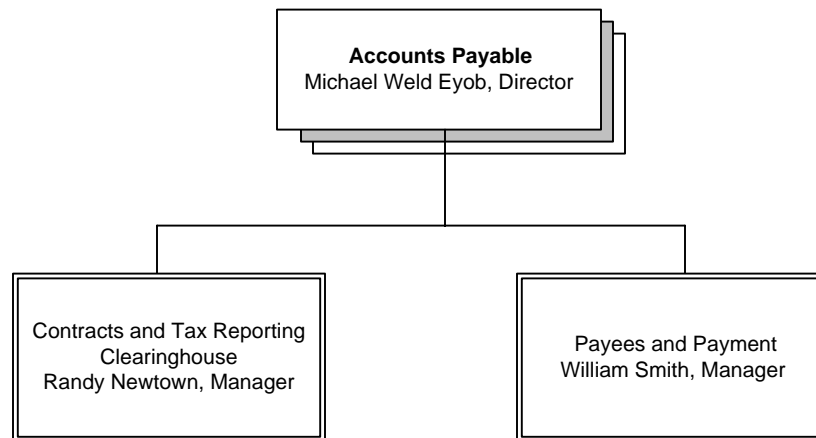 Accounts Payable
Michael Weld Eyob, Director
Contracts and Tax Reporting
Clearinghouse
Randy Newtown, Manager
Payees and Payment
William Smith, Manager